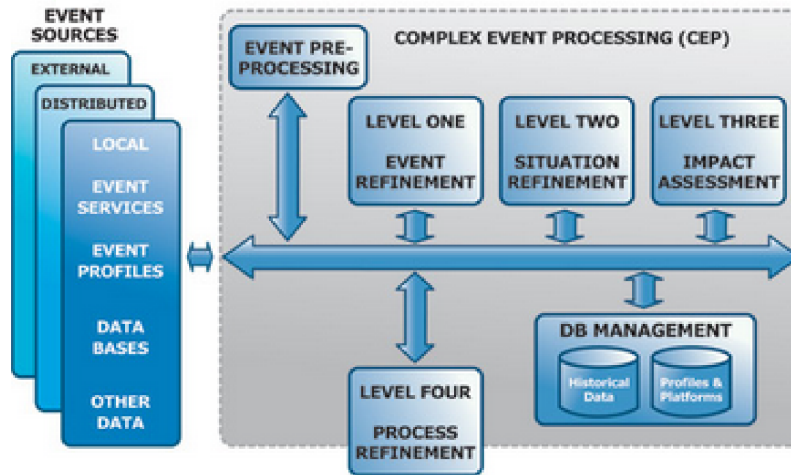 EVENT
SOURCES
EXTERNAL
DISTRIBUTED
LOCAL
EVENT
SERVICES
EVENT
PROFILES
DATA
BASES
OTHER
DATA
COMPLEX EVENT PROCESSING (CEP)
EVENT PRE-
PROCESSING
LEVEL ONE
EVENT
REFINEMENT
LEVEL TWO
SITUATION
REFINEMENT
LEVEL THREE
IMPACT
ASSESSMENT
DB MANAGEMENT
Historical
Data
Profiles &
Platforms
LEVEL FOUR
PROCESS
REFINEMENT